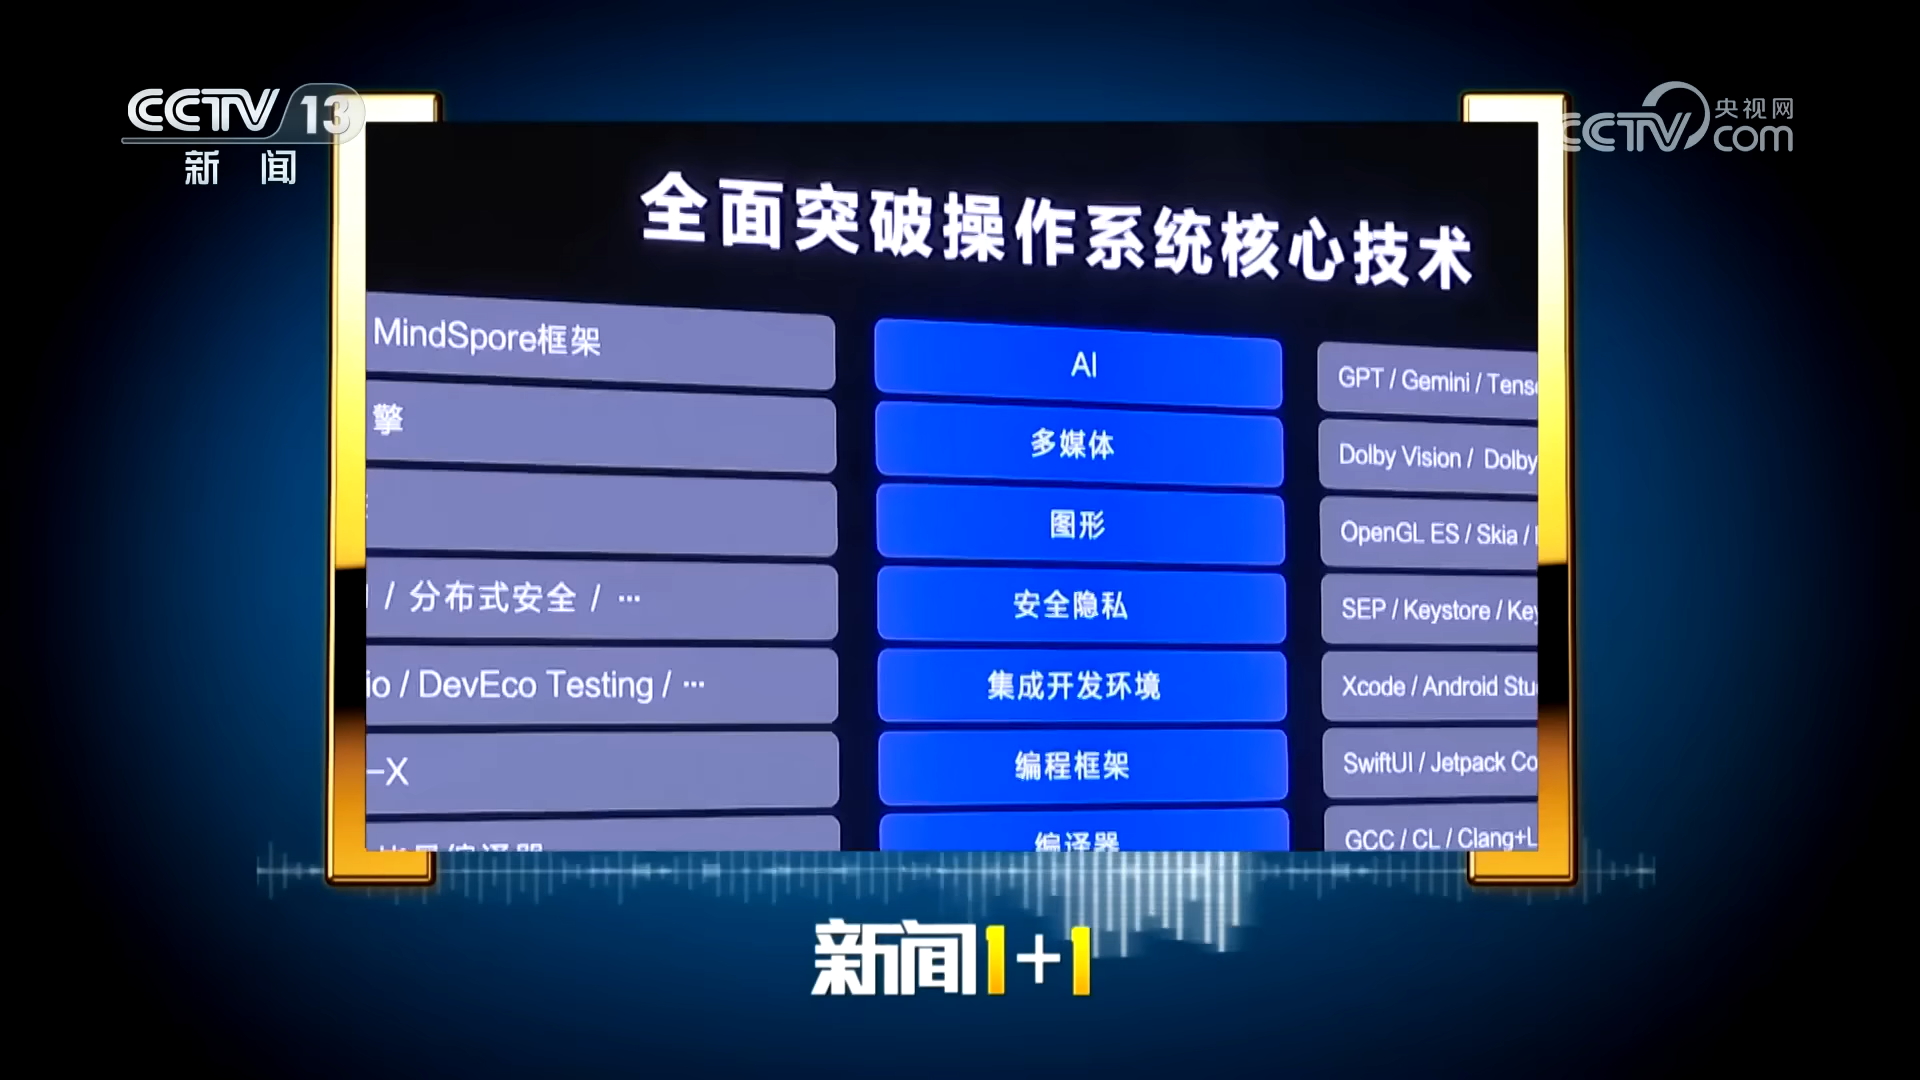 CCTV 13
新闻
央视网
CCTV com
全面突破操作系统核心技术
MindSpore框架
AI
GPT / Gemini / Tens
擎
多媒体
Dolby Vision / Dolby
图形
OpenGL ES / Skia /
/ 分布式安全 / ···
安全隐私
SEP / Keystore / Key
io / DevEco Testing / ···
集成开发环境
Xcode / Android Stu
-X
编程框架
SwiftUI / Jetpack Co
编译器
编译器
GCC / CL / Clang+L
新闻1+1